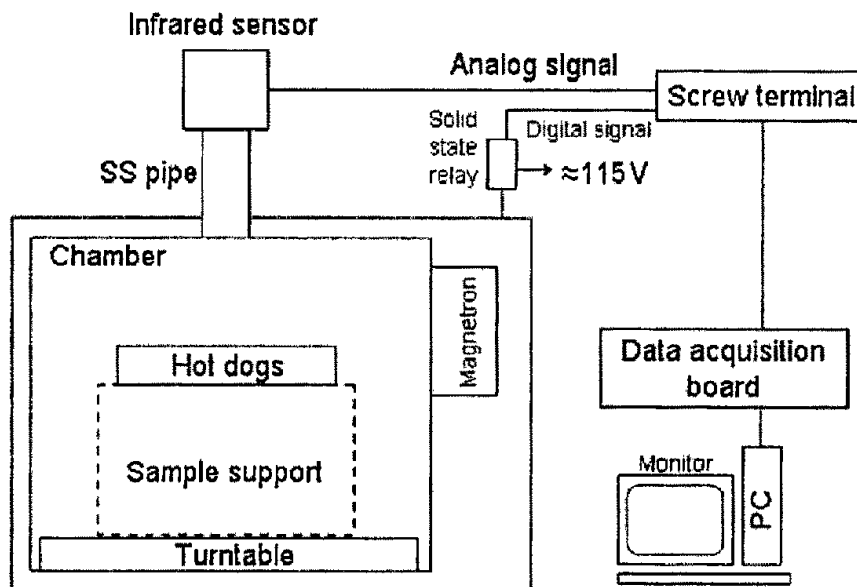 Infrared sensor
Analog signal
Screw terminal
Solid
state
relay
Digital signal
≈115V
SS pipe
Chamber
Magnetron
Hot dogs
Sample support
Turntable
Data acquisition
board
Monitor
PC